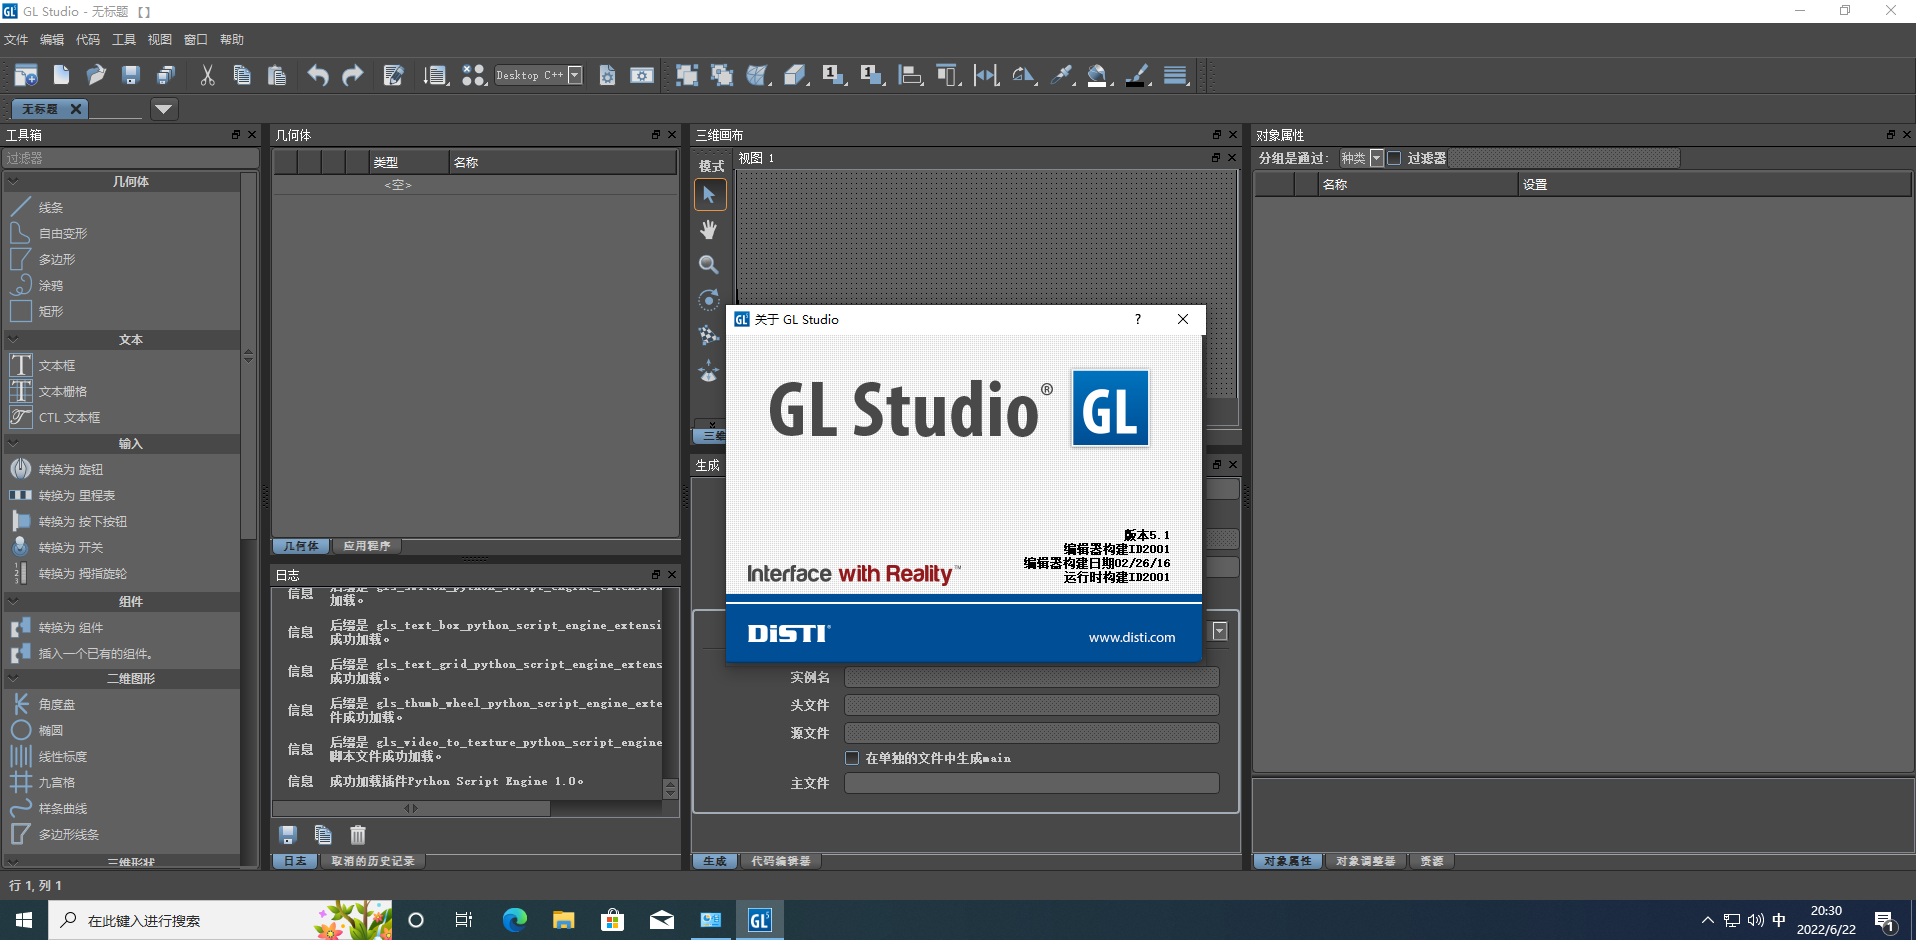 GL Studio - 无标题 【】
文件 编辑 代码 工具 视图 窗口 帮助
Desktop C++
无标题
工具箱
过滤器
几何体
线条
自由变形
多边形
涂鸦
矩形
文本
文本框
文本栅格
CTL 文本框
输入
转换为 旋钮
转换为 里程表
转换为 按下按钮
转换为 开关
转换为 拇指旋轮
组件
转换为 组件
插入一个已有的组件。
二维图形
角度盘
椭圆
线性标度
九宫格
样条曲线
多边形线条
三维形状
几何体
类型 名称
<空>
几何体 应用程序
日志
信息 后缀是 gls_switch_python_script_engine_extension
加载。
信息 后缀是 gls_text_box_python_script_engine_extensi
成功加载。
信息 后缀是 gls_text_grid_python_script_engine_extens
成功加载。
信息 后缀是 gls_thumb_wheel_python_script_engine_exte
件成功加载。
信息 后缀是 gls_video_to_texture_python_script_engine
脚本文件成功加载。
信息 成功加载插件Python Script Engine 1.0。
日志 取消的历史记录
三维画布
模式
视图 1
三维
生成
关于 GL Studio
GL Studio® GL
版本5.1
编辑器构建ID2001
编辑器构建日期02/26/16
运行时构建ID2001
Interface with Reality™
DiSTI®
www.disti.com
实例名
头文件
源文件
在单独的文件中生成main
主文件
生成 代码编辑器
对象属性
分组是通过: 种类 过滤器
名称 设置
对象属性 对象调整器 资源
行 1, 列 1
在此键入进行搜索
中
20:30
2022/6/22
1